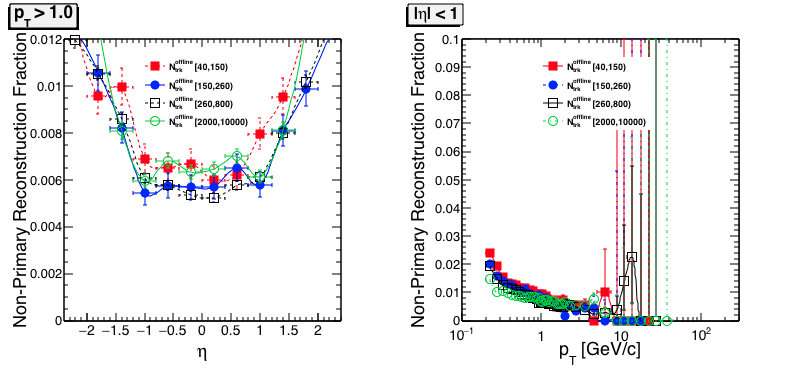 p_T > 1.0
Non-Primary Reconstruction Fraction
0.012
0.01
0.008
0.006
0.004
0.002
0
N_trk^offline [40,150)
N_trk^offline [150,260)
N_trk^offline [260,800)
N_trk^offline [2000,10000)
−2 −1.5 −1 −0.5 0 0.5 1 1.5 2
η
|η| < 1
Non-Primary Reconstruction Fraction
0.1
0.09
0.08
0.07
0.06
0.05
0.04
0.03
0.02
0.01
0
N_trk^offline [40,150)
N_trk^offline [150,260)
N_trk^offline [260,800)
N_trk^offline [2000,10000)
10^−1 1 10 10^2
p_T [GeV/c]